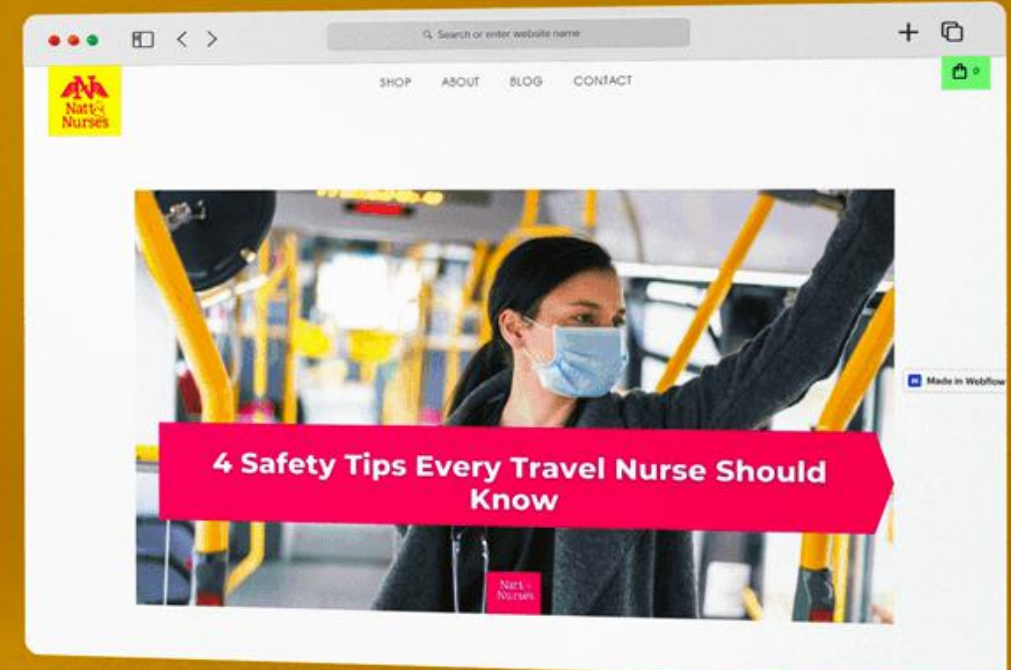 Search or enter website name
Natt&
Nurses
SHOP ABOUT BLOG CONTACT
0
Made in Webflow
4 Safety Tips Every Travel Nurse Should
Know
Natt &
Nurses